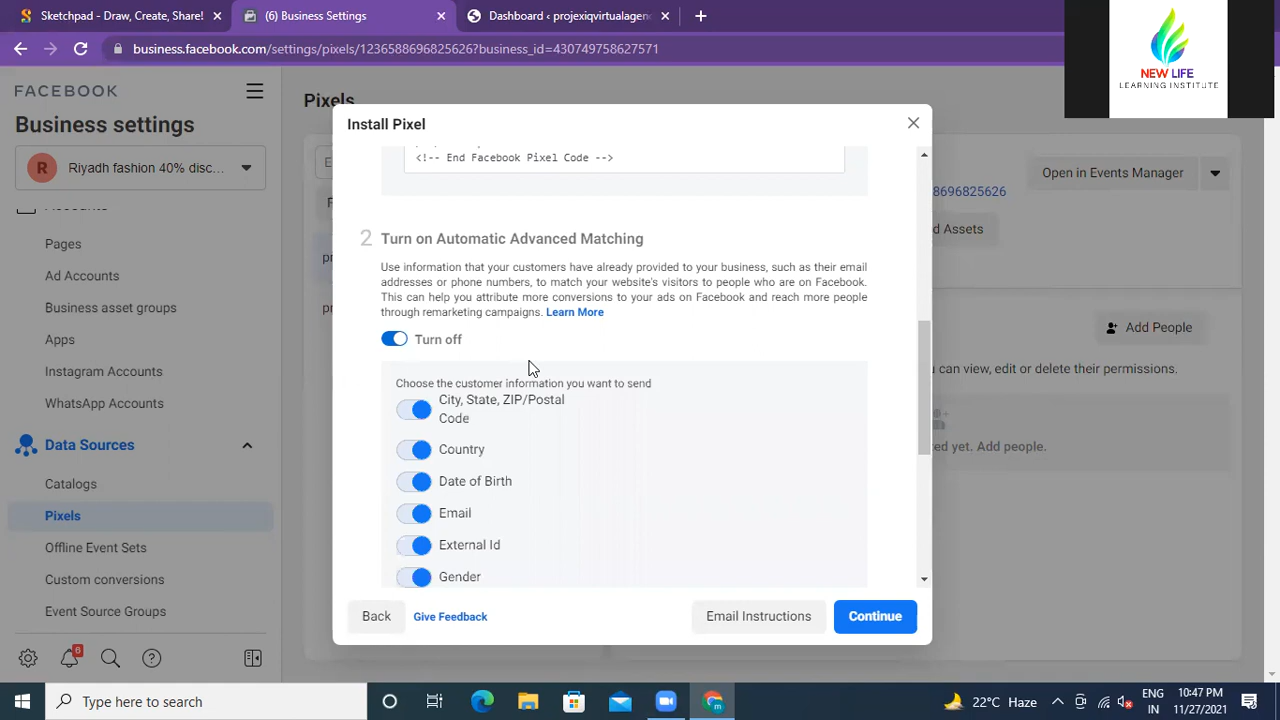 Sketchpad - Draw, Create, Share!
(6) Business Settings
Dashboard ‹ projexiqvirtualagen
business.facebook.com/settings/pixels/1236588696825626?business_id=430749758627571
NEW LIFE
LEARNING INSTITUTE
FACEBOOK
Business settings
R Riyadh fashion 40% disc...
Pages
Ad Accounts
Business asset groups
Apps
Instagram Accounts
WhatsApp Accounts
Data Sources
Catalogs
Pixels
Offline Event Sets
Custom conversions
Event Source Groups
6
Pixels
Open in Events Manager
8696825626
d Assets
Add People
u can view, edit or delete their permissions.
ed yet. Add people.
Install Pixel
<!-- End Facebook Pixel Code -->
2 Turn on Automatic Advanced Matching
Use information that your customers have already provided to your business, such as their email
addresses or phone numbers, to match your website's visitors to people who are on Facebook.
This can help you attribute more conversions to your ads on Facebook and reach more people
through remarketing campaigns. Learn More
Turn off
Choose the customer information you want to send
City, State, ZIP/Postal
Code
Country
Date of Birth
Email
External Id
Gender
Back
Give Feedback
Email Instructions
Continue
Type here to search
22°C Haze
ENG
IN
10:47 PM
11/27/2021